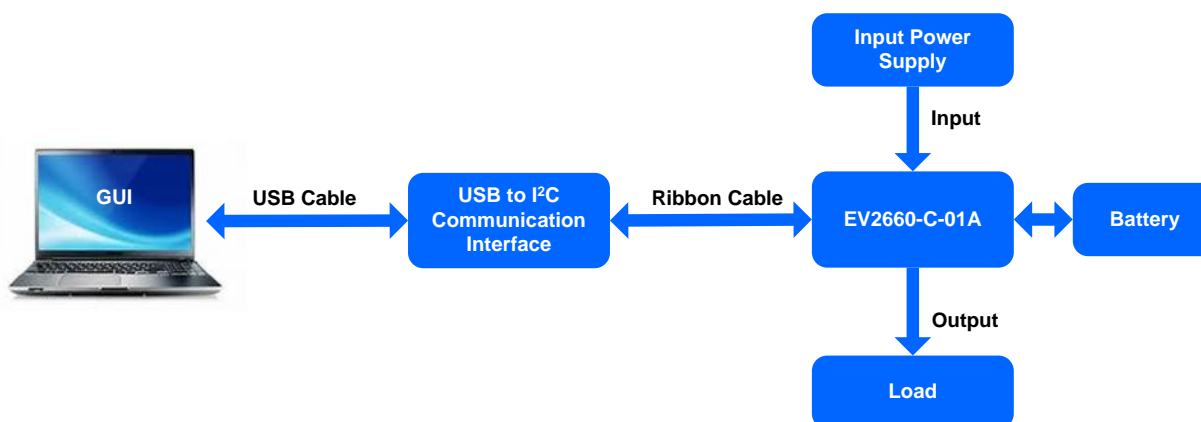 Input Power
Supply
Input
GUI
USB Cable
USB to I²C
Communication
Interface
Ribbon Cable
EV2660-C-01A
Battery
Output
Load